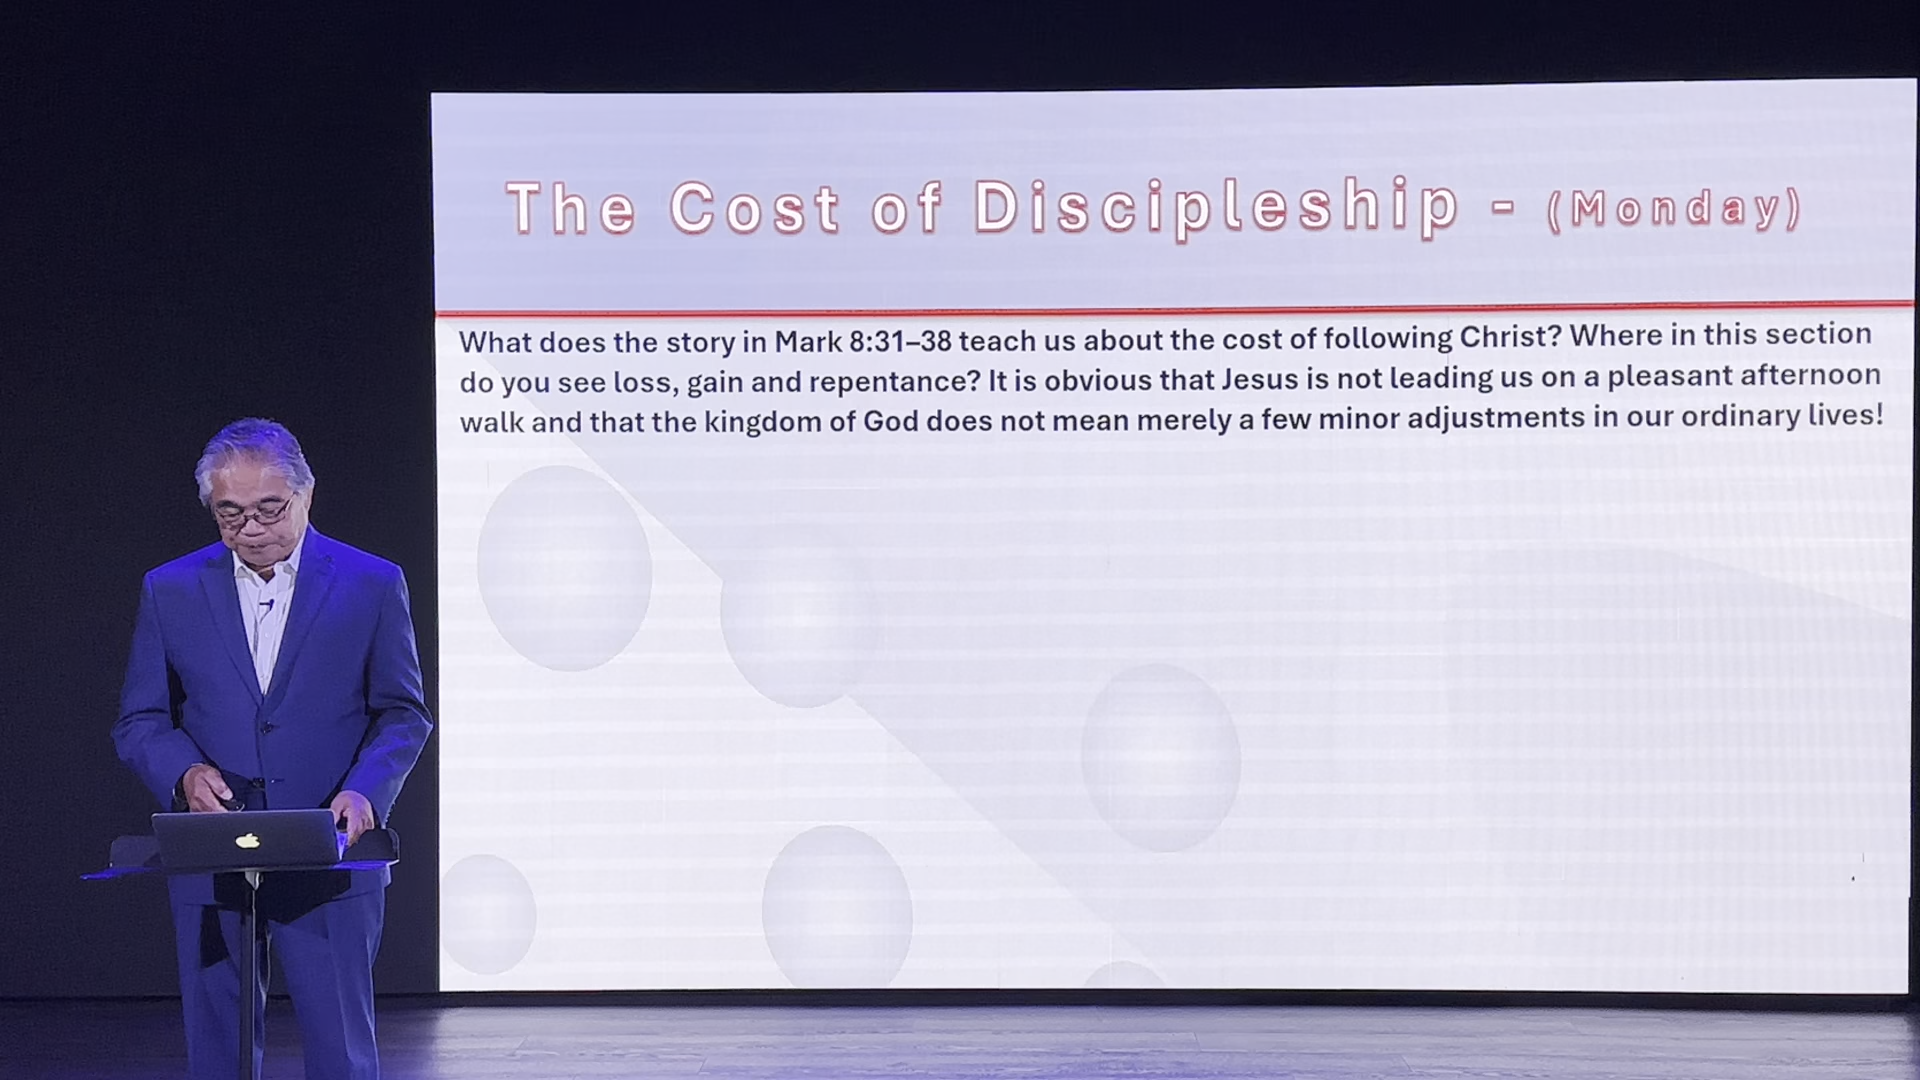 The Cost of Discipleship - (Monday)
What does the story in Mark 8:31–38 teach us about the cost of following Christ? Where in this section
do you see loss, gain and repentance? It is obvious that Jesus is not leading us on a pleasant afternoon
walk and that the kingdom of God does not mean merely a few minor adjustments in our ordinary lives!